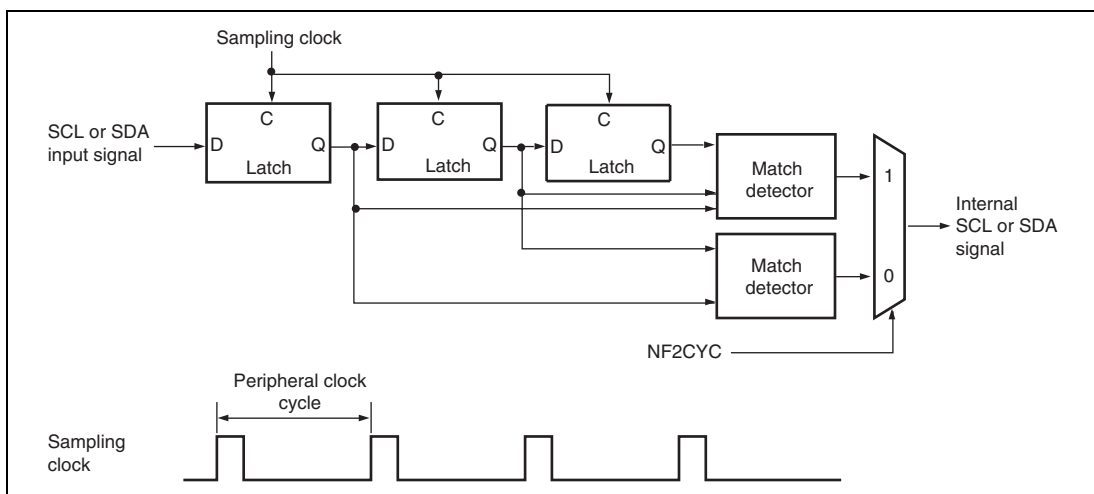 Sampling clock
C
C
C
SCL or SDA
input signal
D
Q
D
Q
D
Q
Latch
Latch
Latch
Match
detector
1
Internal
SCL or SDA
signal
Match
detector
0
NF2CYC
Peripheral clock
cycle
Sampling
clock